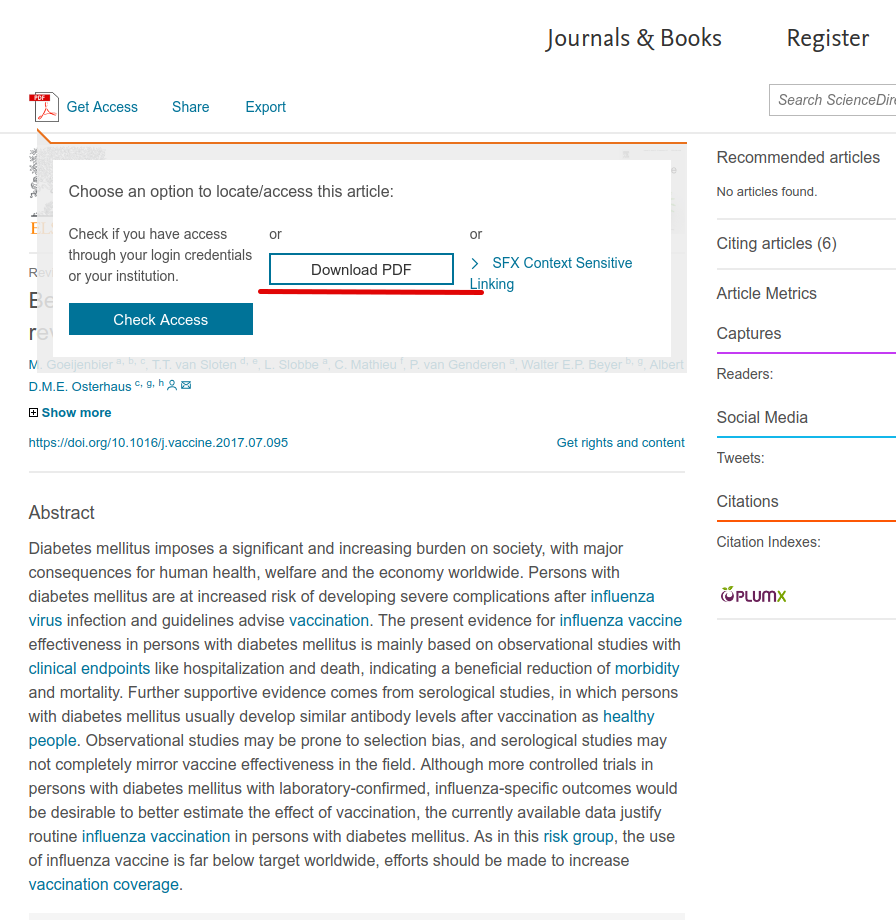 Journals & Books
Register
Get Access
Share
Export
Search ScienceDire
Choose an option to locate/access this article:
Check if you have access
through your login credentials
or your institution.
Check Access
or
Download PDF
or
SFX Context Sensitive
Linking
M. Goeijenbier a, b, c, T.T. van Sloten d, e, L. Slobbe a, C. Mathieu f, P. van Genderen a, Walter E.P. Beyer b, g, Albert
D.M.E. Osterhaus c, g, h
Show more
https://doi.org/10.1016/j.vaccine.2017.07.095
Get rights and content
Abstract
Diabetes mellitus imposes a significant and increasing burden on society, with major
consequences for human health, welfare and the economy worldwide. Persons with
diabetes mellitus are at increased risk of developing severe complications after influenza
virus infection and guidelines advise vaccination. The present evidence for influenza vaccine
effectiveness in persons with diabetes mellitus is mainly based on observational studies with
clinical endpoints like hospitalization and death, indicating a beneficial reduction of morbidity
and mortality. Further supportive evidence comes from serological studies, in which persons
with diabetes mellitus usually develop similar antibody levels after vaccination as healthy
people. Observational studies may be prone to selection bias, and serological studies may
not completely mirror vaccine effectiveness in the field. Although more controlled trials in
persons with diabetes mellitus with laboratory-confirmed, influenza-specific outcomes would
be desirable to better estimate the effect of vaccination, the currently available data justify
routine influenza vaccination in persons with diabetes mellitus. As in this risk group, the use
of influenza vaccine is far below target worldwide, efforts should be made to increase
vaccination coverage.
Recommended articles
No articles found.
Citing articles (6)
Article Metrics
Captures
Readers:
Social Media
Tweets:
Citations
Citation Indexes:
PLUMX